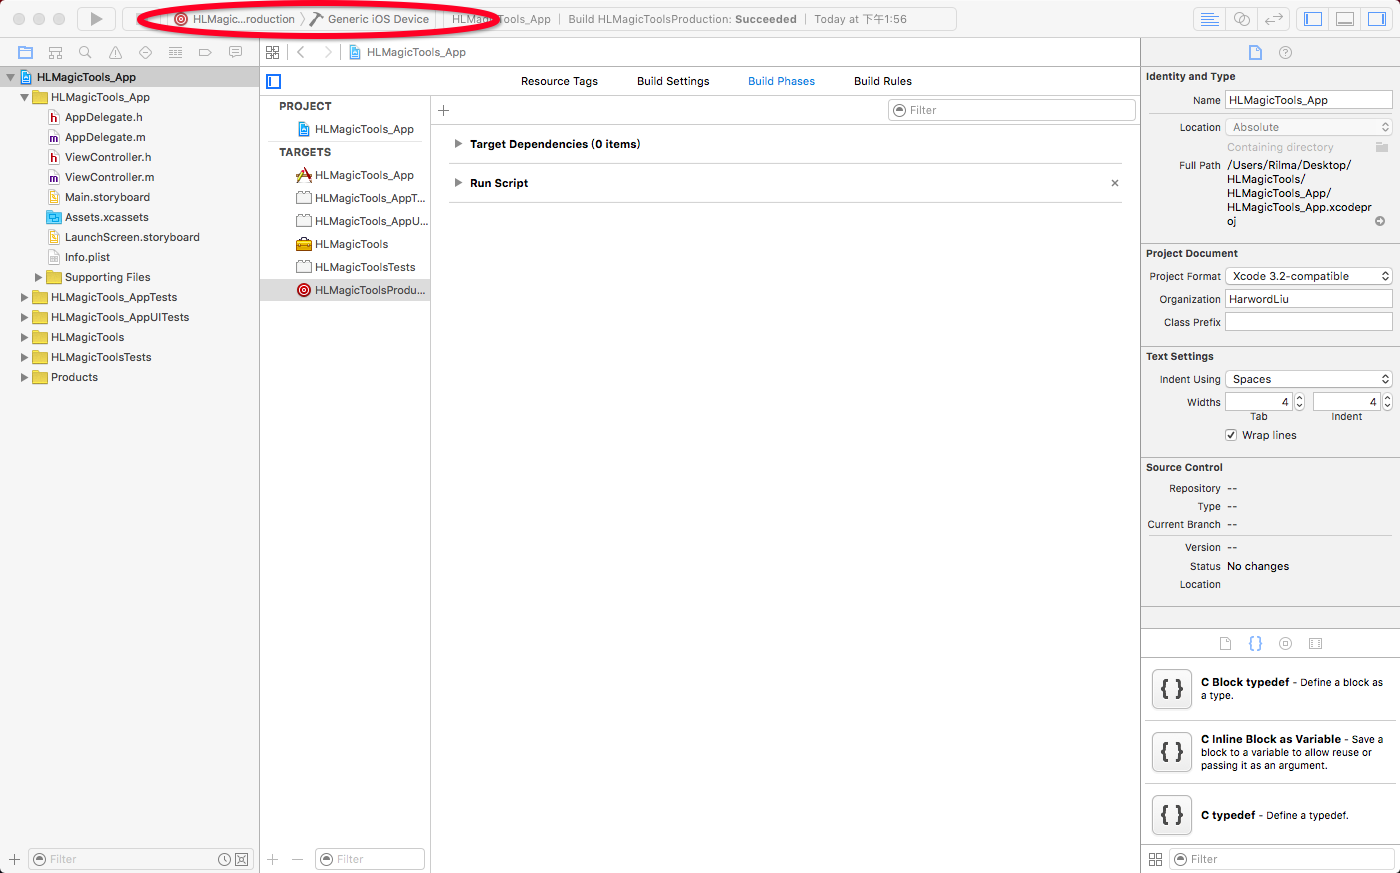 HLMagic...roduction
Generic iOS Device
HLMagicTools_App
Build HLMagicToolsProduction: Succeeded
Today at 下午1:56
HLMagicTools_App
HLMagicTools_App
AppDelegate.h
AppDelegate.m
ViewController.h
ViewController.m
Main.storyboard
Assets.xcassets
LaunchScreen.storyboard
Info.plist
Supporting Files
HLMagicTools_AppTests
HLMagicTools_AppUITests
HLMagicTools
HLMagicToolsTests
Products
Filter
HLMagicTools_App
Resource Tags
Build Settings
Build Phases
Build Rules
PROJECT
HLMagicTools_App
TARGETS
HLMagicTools_App
HLMagicTools_AppT...
HLMagicTools_AppU...
HLMagicTools
HLMagicToolsTests
HLMagicToolsProdu...
Filter
Filter
Target Dependencies (0 items)
Run Script
Identity and Type
Name HLMagicTools_App
Location Absolute
Containing directory
Full Path /Users/Rilma/Desktop/
HLMagicTools/
HLMagicTools_App/
HLMagicTools_App.xcodepr
oj
Project Document
Project Format Xcode 3.2-compatible
Organization HarwordLiu
Class Prefix
Text Settings
Indent Using Spaces
Widths 4 4
Tab Indent
Wrap lines
Source Control
Repository --
Type --
Current Branch --
Version --
Status No changes
Location
{}
{ }
C Block typedef - Define a block as
a type.
{ }
C Inline Block as Variable - Save a
block to a variable to allow reuse or
passing it as an argument.
{ }
C typedef - Define a typedef.
Filter